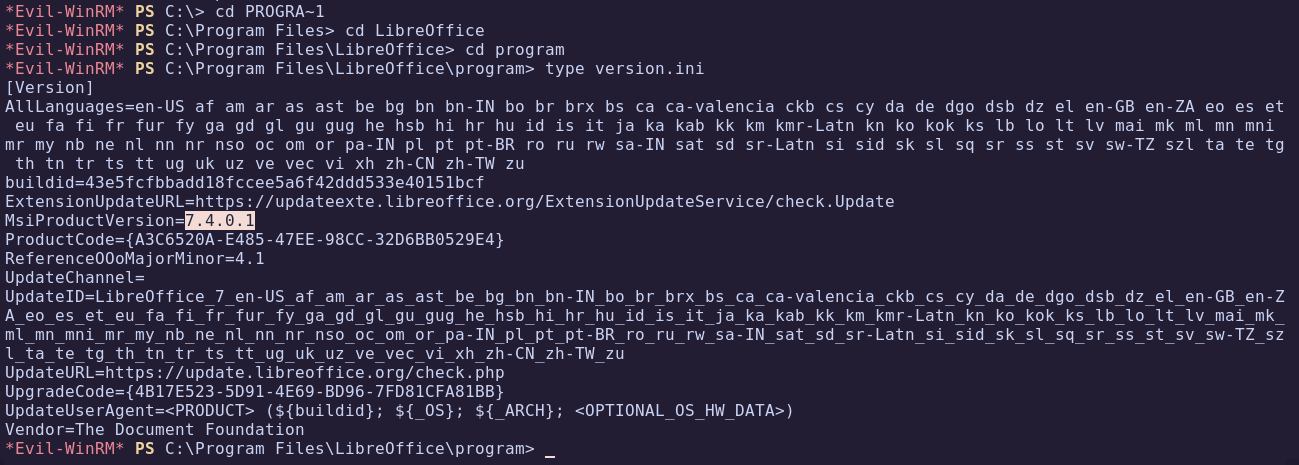 *Evil-WinRM* PS C:\> cd PROGRA~1
*Evil-WinRM* PS C:\Program Files> cd LibreOffice
*Evil-WinRM* PS C:\Program Files\LibreOffice> cd program
*Evil-WinRM* PS C:\Program Files\LibreOffice\program> type version.ini
[Version]
AllLanguages=en-US af am ar as ast be bg bn bn-IN bo br brx bs ca ca-valencia ckb cs cy da de dgo dsb dz el en-GB en-ZA eo es et
 eu fa fi fr fur fy ga gd gl gu gug he hsb hi hr hu id is it ja ka kab kk km kmr-Latn kn ko kok ks lb lo lt lv mai mk ml mn mni
mr my nb ne nl nn nr nso oc om or pa-IN pl pt pt-BR ro ru rw sa-IN sat sd sr-Latn si sid sk sl sq sr ss st sv sw-TZ szl ta te tg
 th tn tr ts tt ug uk uz ve vec vi xh zh-CN zh-TW zu
buildid=43e5fcfbbadd18fccee5a6f42ddd533e40151bcf
ExtensionUpdateURL=https://updateexte.libreoffice.org/ExtensionUpdateService/check.Update
MsiProductVersion=7.4.0.1
ProductCode={A3C6520A-E485-47EE-98CC-32D6BB0529E4}
ReferenceOOoMajorMinor=4.1
UpdateChannel=
UpdateID=LibreOffice_7_en-US_af_am_ar_as_ast_be_bg_bn_bn-IN_bo_br_brx_bs_ca_ca-valencia_ckb_cs_cy_da_de_dgo_dsb_dz_el_en-GB_en-Z
A_eo_es_et_eu_fa_fi_fr_fur_fy_ga_gd_gl_gu_gug_he_hsb_hi_hr_hu_id_is_it_ja_ka_kab_kk_km_kmr-Latn_kn_ko_kok_ks_lb_lo_lt_lv_mai_mk_
ml_mn_mni_mr_my_nb_ne_nl_nn_nr_nso_oc_om_or_pa-IN_pl_pt_pt-BR_ro_ru_rw_sa-IN_sat_sd_sr-Latn_si_sid_sk_sl_sq_sr_ss_st_sv_sw-TZ_sz
l_ta_te_tg_th_tn_tr_ts_tt_ug_uk_uz_ve_vec_vi_xh_zh-CN_zh-TW_zu
UpdateURL=https://update.libreoffice.org/check.php
UpgradeCode={4B17E523-5D91-4E69-BD96-7FD81CFA81BB}
UpdateUserAgent=<PRODUCT> (${buildid}; ${_OS}; ${_ARCH}; <OPTIONAL_OS_HW_DATA>)
Vendor=The Document Foundation
*Evil-WinRM* PS C:\Program Files\LibreOffice\program> _